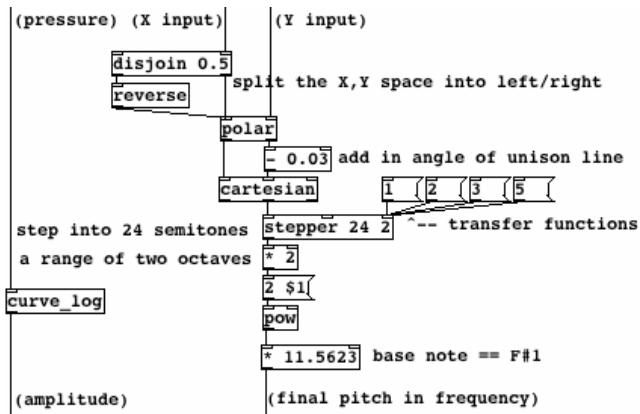 (pressure) (X input) (Y input)
disjoin 0.5
split the X,Y space into left/right
reverse
polar
- 0.03 add in angle of unison line
cartesian 1 2 3 5
step into 24 semitones stepper 24 2 ^-- transfer functions
a range of two octaves * 2
2 $1
curve_log
pow
* 11.5623 base note == F#1
(amplitude) (final pitch in frequency)